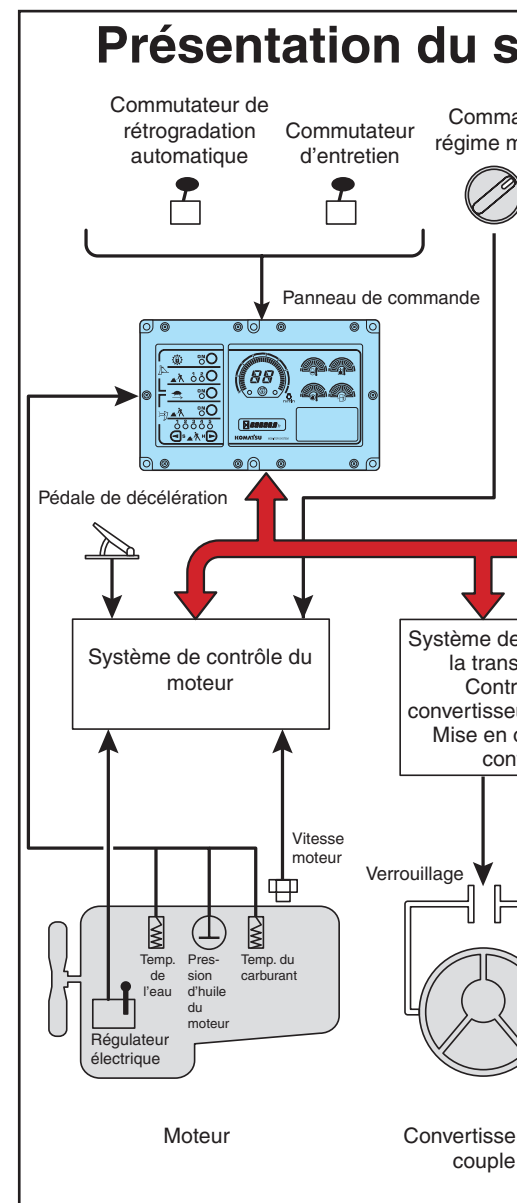 Présentation du s
Commutateur de
rétrogradation
automatique
Commutateur
d'entretien
Comma
régime m
Panneau de commande
KOMATSU
Pédale de décélération
Système de contrôle du
moteur
Système de
la trans
Contr
convertisseu
Mise en
con
Vitesse
moteur
Verrouillage
Temp.
de
l'eau
Pres-
sion
d'huile
du
moteur
Temp. du
carburant
Régulateur
électrique
Moteur
Convertisse
couple